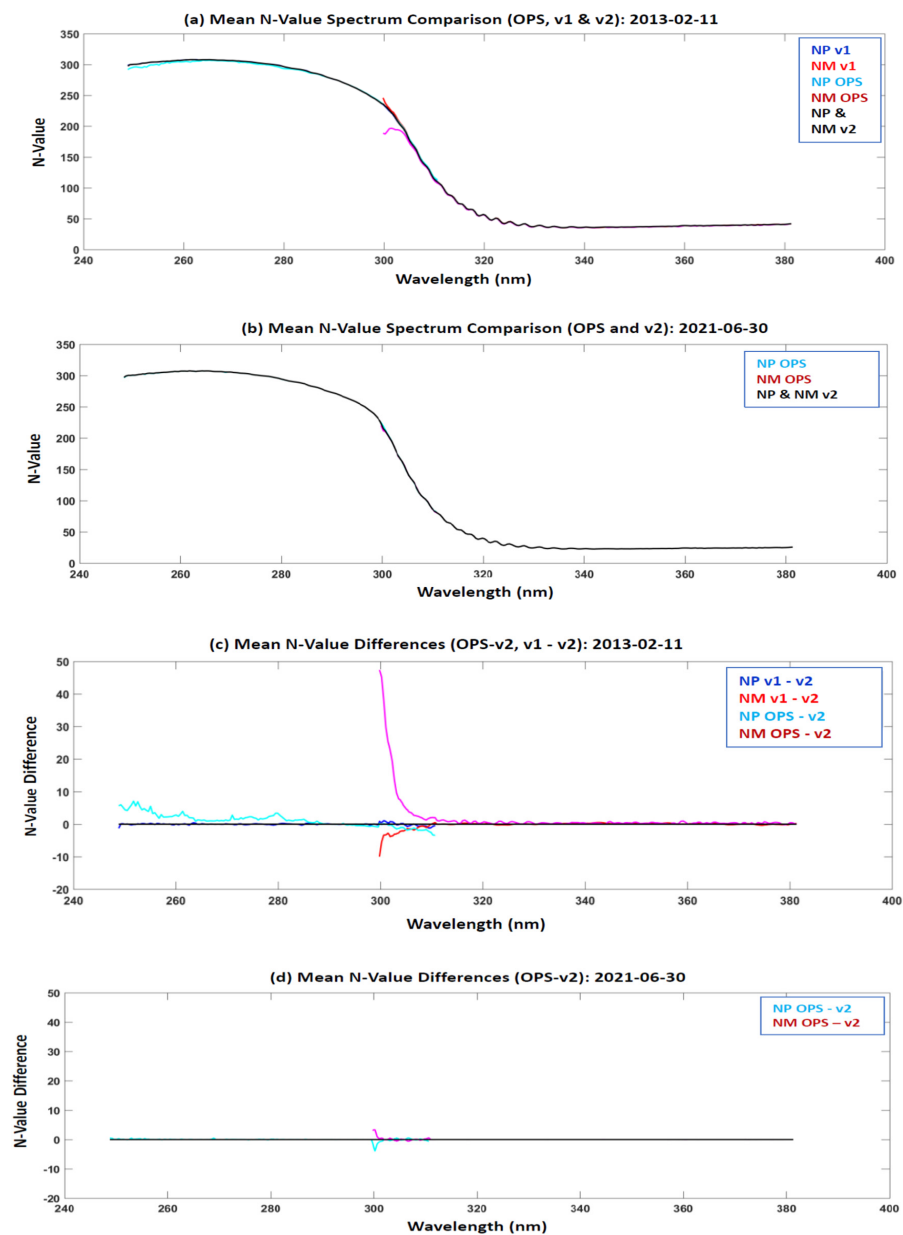 (a) Mean N-Value Spectrum Comparison (OPS, v1 & v2): 2013-02-11
350
300
250
200
150
100
50
0
N-Value
NP v1
NM v1
NP OPS
NM OPS
NP &
NM v2
240
260
280
300
320
340
360
380
400
Wavelength (nm)
(b) Mean N-Value Spectrum Comparison (OPS and v2): 2021-06-30
350
300
250
200
150
100
50
0
N-Value
NP OPS
NM OPS
NP & NM v2
240
260
280
300
320
340
360
380
400
Wavelength (nm)
(c) Mean N-Value Differences (OPS-v2, v1 - v2): 2013-02-11
50
40
30
20
10
0
-10
-20
N-Value Difference
NP v1 - v2
NM v1 - v2
NP OPS - v2
NM OPS - v2
240
260
280
300
320
340
360
380
400
Wavelength (nm)
(d) Mean N-Value Differences (OPS-v2): 2021-06-30
50
40
30
20
10
0
-10
-20
N-Value Difference
NP OPS - v2
NM OPS – v2
240
260
280
300
320
340
360
380
400
Wavelength (nm)